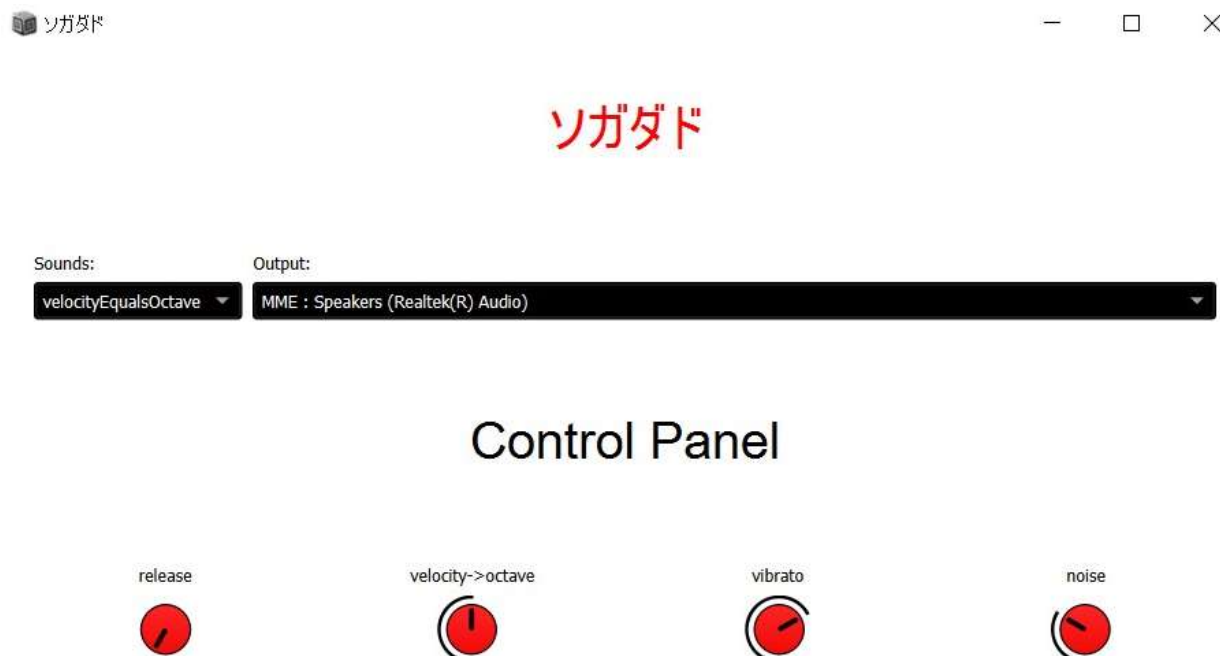 ソガダド
ソガダド
Sounds:
Output:
velocityEqualsOctave
MME : Speakers (Realtek(R) Audio)
Control Panel
release
velocity->octave
vibrato
noise